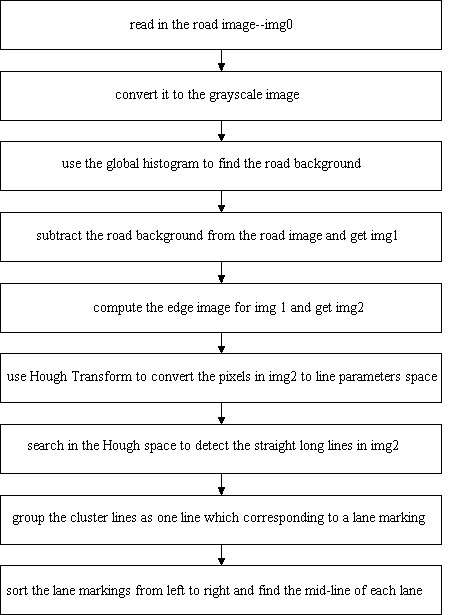 read in the road image--img0
convert it to the grayscale image
use the global histogram to find the road background
subtract the road background from the road image and get img1
compute the edge image for img 1 and get img2
use Hough Transform to convert the pixels in img2 to line parameters space
search in the Hough space to detect the straight long lines in img2
group the cluster lines as one line which corresponding to a lane marking
sort the lane markings from left to right and find the mid-line of each lane